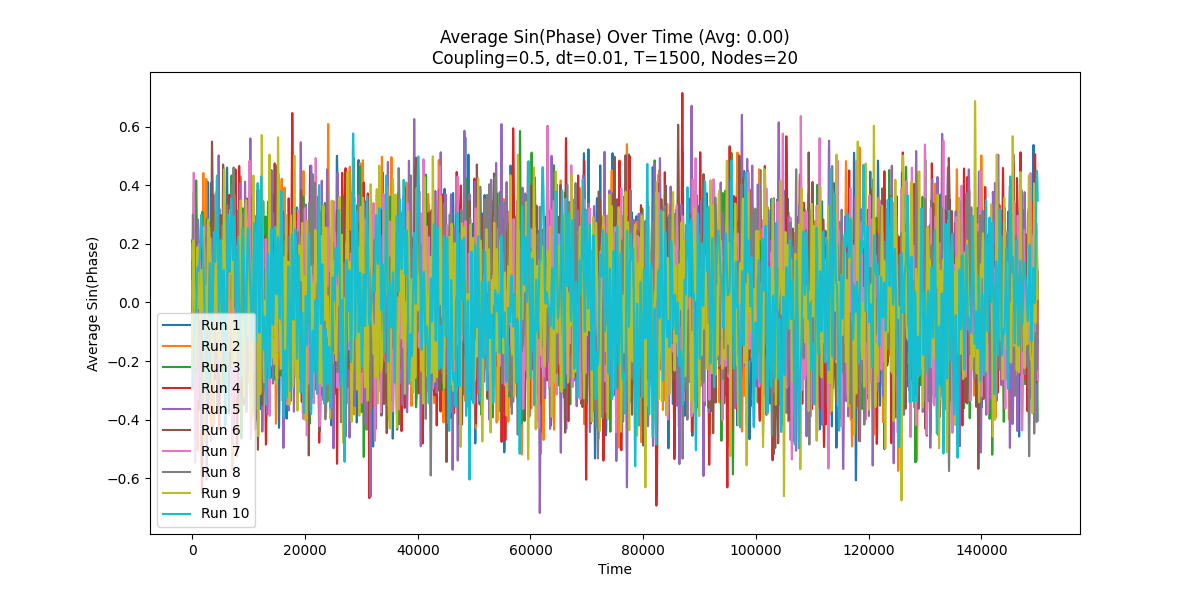 Average Sin(Phase) Over Time (Avg: 0.00)
Coupling=0.5, dt=0.01, T=1500, Nodes=20
Average Sin(Phase)
0.6
0.4
0.2
0.0
−0.2
−0.4
−0.6
Run 1
Run 2
Run 3
Run 4
Run 5
Run 6
Run 7
Run 8
Run 9
Run 10
0
20000
40000
60000
80000
100000
120000
140000
Time